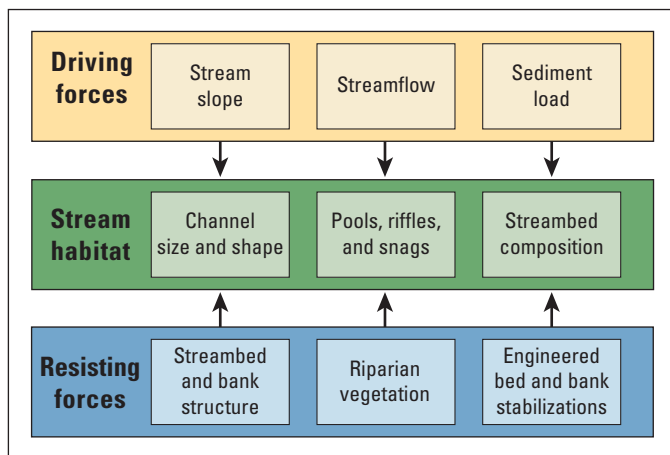 Driving
forces
Stream
slope
Streamflow
Sediment
load
Stream
habitat
Channel
size and shape
Pools, riffles,
and snags
Streambed
composition
Resisting
forces
Streambed
and bank
structure
Riparian
vegetation
Engineered
bed and bank
stabilizations